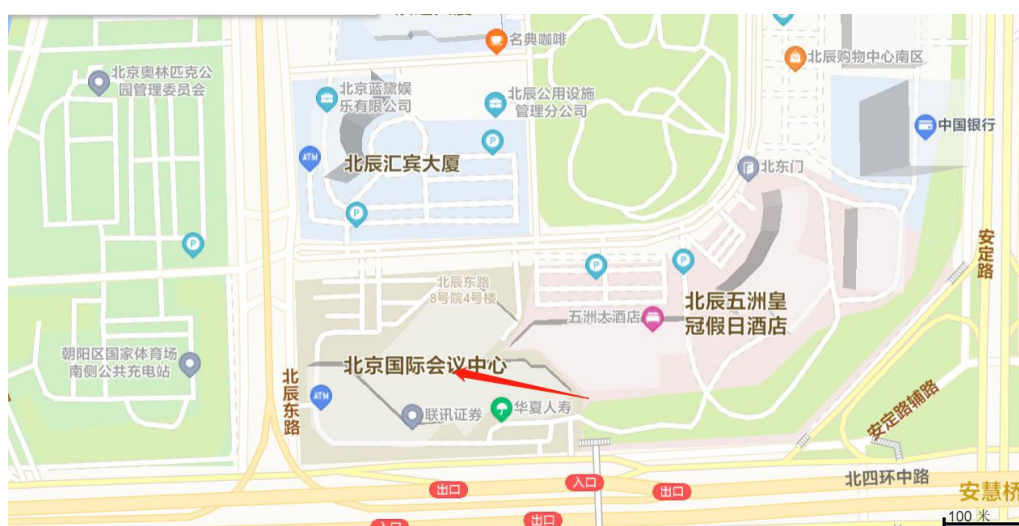 名典咖啡
北辰购物中心南区
北京奥林匹克公
园管理委员会
北京蓝黛娱
乐有限公司
北辰公用设施
管理分公司
P
中国银行
ATM
北辰汇宾大厦
北东门
P
P
P
P
安定路
北辰东路
8号院4号楼
五洲大酒店
北辰五洲皇
冠假日酒店
朝阳区国家体育场
南侧公共充电站
北京国际会议中心
北辰东路
ATM
联讯证券
华夏人寿
安定路辅路
北四环中路
出口
入口
出口
安慧桥
入口
出口
100 米